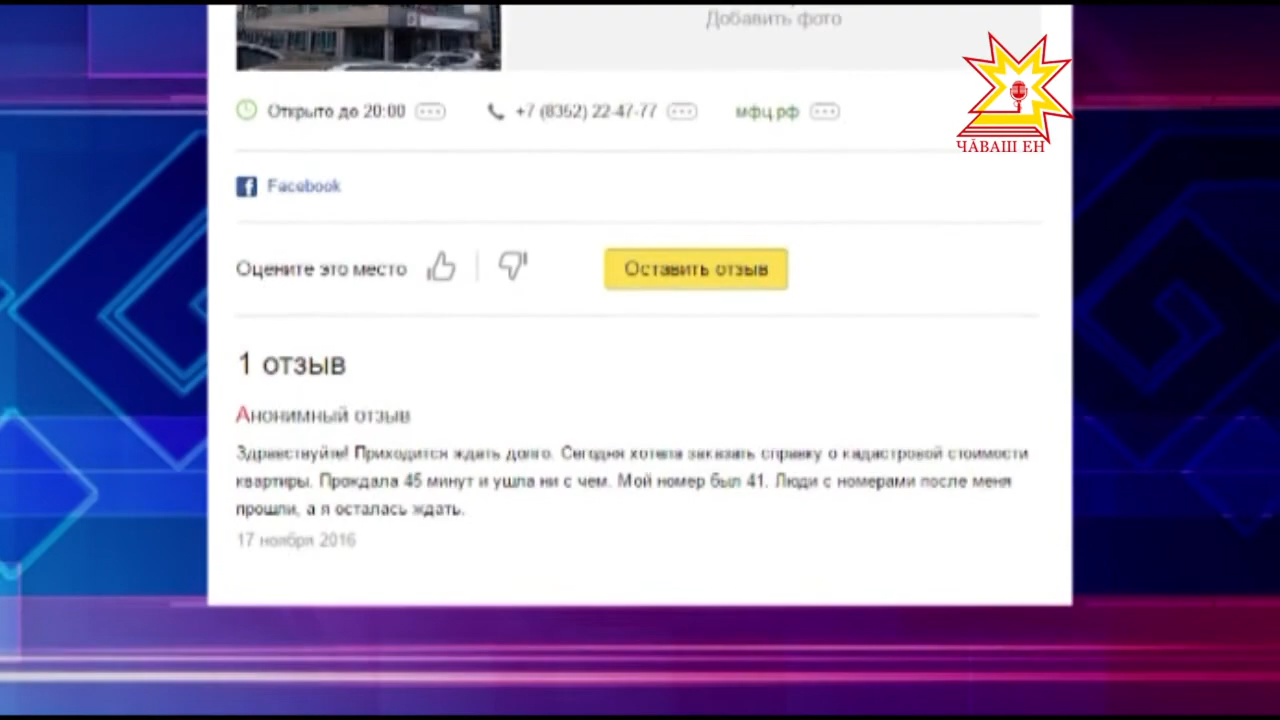 Добавить фото
Открыто до 20:00 +7 (8352) 22-47-77 мфц.рф
ЧӐВАШ ЕН
Facebook
Оцените это место Оставить отзыв
1 отзыв
Анонимный отзыв
Здравствуйте! Приходится ждать долго. Сегодня хотела заказать справку о кадастровой стоимости
квартиры. Прождала 45 минут и ушла ни с чем. Мой номер был 41. Люди с номерами после меня
прошли, а я осталась ждать.
17 ноября 2016